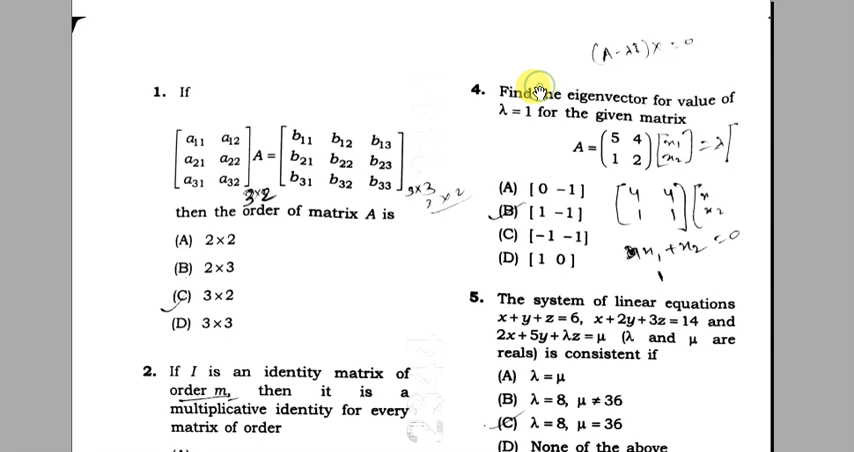 (A-λI)x=0
1. If
[a11 a12
a21 a22
a31 a32] A = [b11 b12 b13
b21 b22 b23
b31 b32 b33]
3×2
3×3
3×2
then the order of matrix A is
(A) 2×2
(B) 2×3
(C) 3×2
(D) 3×3
2. If I is an identity matrix of
order m, then it is a
multiplicative identity for every
matrix of order
4. Find the eigenvector for value of
λ=1 for the given matrix
A = (5 4
1 2) [x1
x2] = λ[
(A) [ 0 −1]
(B) [ 1 −1]
(C) [−1 −1]
(D) [ 1 0 ]
[4 4
1 1] [x
x2
x1+x2=0
5. The system of linear equations
x+y+z=6, x+2y+3z=14 and
2x+5y+λz=μ (λ and μ are
reals) is consistent if
(A) λ=μ
(B) λ=8, μ≠36
(C) λ=8, μ=36
(D) None of the above